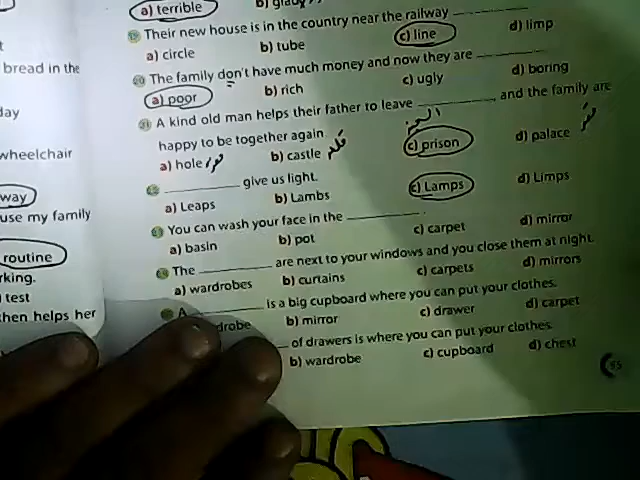 a) terrible
Their new house is in the country near the railway
a) circle b) tube c) line d) limp
bread in the
The family don't have much money and now they are
a) poor b) rich c) ugly d) boring
day
A kind old man helps their father to leave and the family are
happy to be together again.
a) hole b) castle c) prison d) palace
wheelchair
give us light.
a) Leaps b) Lambs c) Lamps d) Limps
way
use my family
You can wash your face in the .
a) basin b) pot c) carpet d) mirror
routine
The are next to your windows and you close them at night.
a) wardrobes b) curtains c) carpets d) mirrors
rking.
test
then helps her
A is a big cupboard where you can put your clothes.
drobe b) mirror c) drawer d) carpet
of drawers is where you can put your clothes.
b) wardrobe c) cupboard d) chest